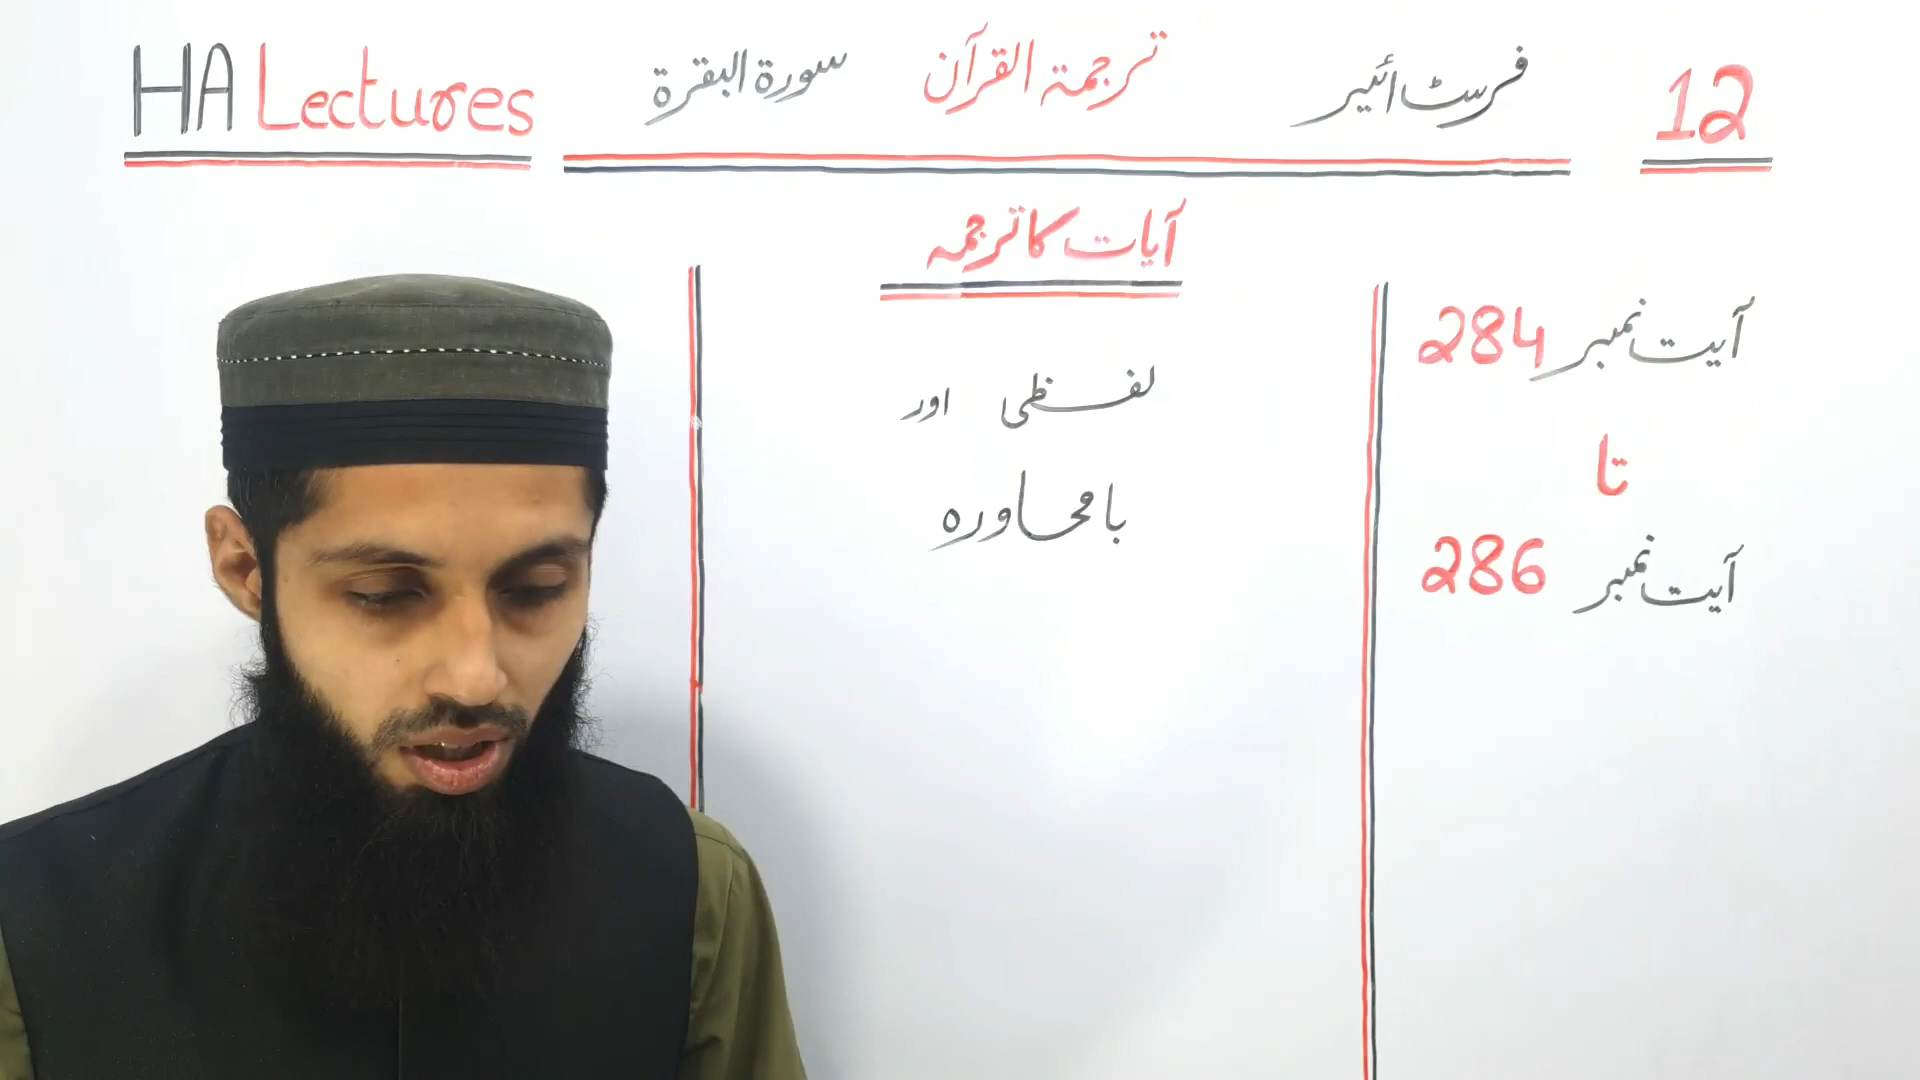 HA Lectures
سورۃ البقرۃ
ترجمۃ القرآن
فرسٹ ائیر
12
آیات کا ترجمہ
لفظی اور
بامحاورہ
آیت نمبر 284
تا
آیت نمبر 286